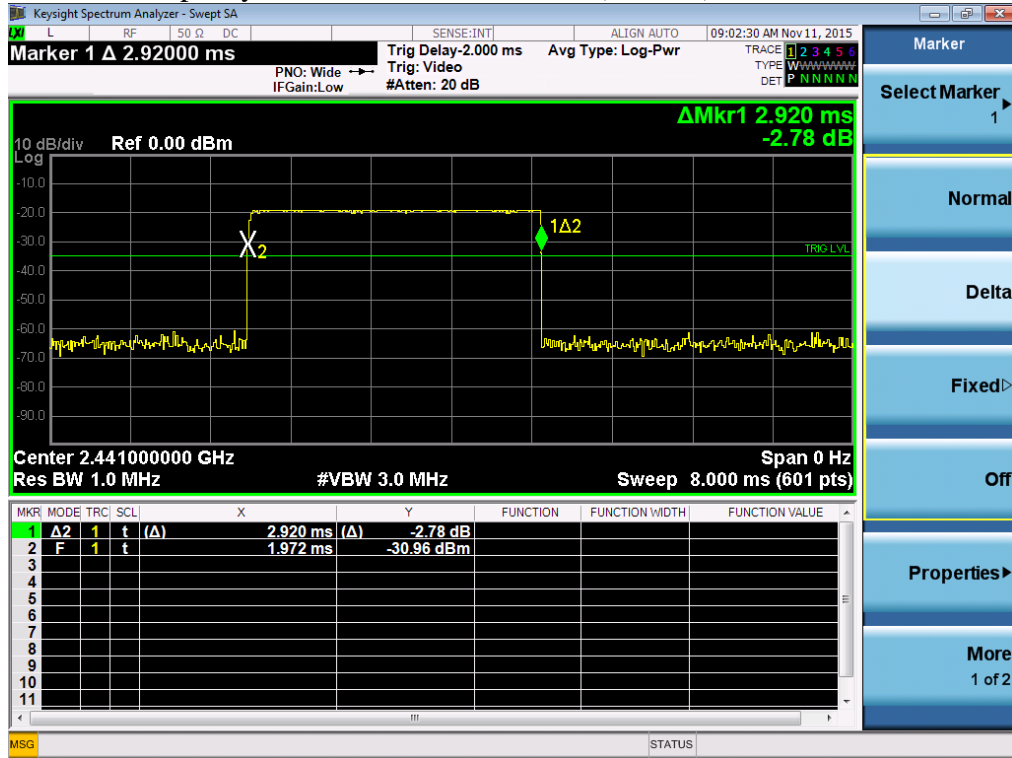 Keysight Spectrum Analyzer - Swept SA
LXI L RF 50 Ω DC SENSE:INT ALIGN AUTO 09:02:30 AM Nov 11, 2015
Marker 1 Δ 2.92000 ms
PNO: Wide
IFGain:Low
Trig Delay-2.000 ms
Trig: Video
#Atten: 20 dB
Avg Type: Log-Pwr
TRACE 1 2 3 4 5 6
TYPE WWWWWW
DET P N N N N N
ΔMkr1 2.920 ms
-2.78 dB
10 dB/div Ref 0.00 dBm
Log
-10.0
-20.0
1Δ2
-30.0
2
TRIG LVL
-40.0
-50.0
-60.0
-70.0
-80.0
-90.0
Center 2.441000000 GHz Span 0 Hz
Res BW 1.0 MHz #VBW 3.0 MHz Sweep 8.000 ms (601 pts)
MKR MODE TRC SCL X Y FUNCTION FUNCTION WIDTH FUNCTION VALUE
1 Δ2 1 t (Δ) 2.920 ms (Δ) -2.78 dB
2 F 1 t 1.972 ms -30.96 dBm
3
4
5
6
7
8
9
10
11
MSG STATUS
Marker
Select Marker
1
Normal
Delta
Fixed
Off
Properties
More
1 of 2